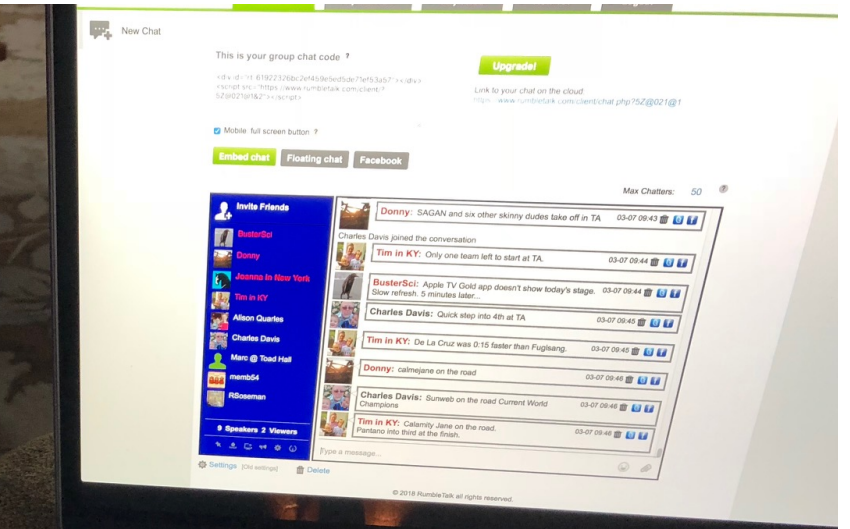 New Chat
This is your group chat code ?
Upgrade!
Link to your chat on the cloud
Mobile full screen button ?
Embed chat
Floating chat
Facebook
Max Chatters: 50
Invite Friends
BusterSci
Donny
Joanna in New York
Tim in KY
Alison Quarles
Charles Davis
Marc @ Toad Hall
memb54
RSoseman
9 Speakers 2 Viewers
Donny: SAGAN and six other skinny dudes take off in TA 03-07 09:43
Charles Davis joined the conversation
Tim in KY: Only one team left to start at TA. 03-07 09:44
BusterSci: Apple TV Gold app doesn't show today's stage. 03-07 09:44
Slow refresh. 5 minutes later...
Charles Davis: Quick step into 4th at TA 03-07 09:45
Tim in KY: De La Cruz was 0:15 faster than Fuglsang. 03-07 09:45
Donny: calmejane on the road 03-07 09:46
Charles Davis: Sunweb on the road Current World 03-07 09:46
Champions
Tim in KY: Calamity Jane on the road. 03-07 09:46
Pantano into third at the finish.
Type a message...
Settings [Old settings]
Delete
© 2018 RumbleTalk all rights reserved.